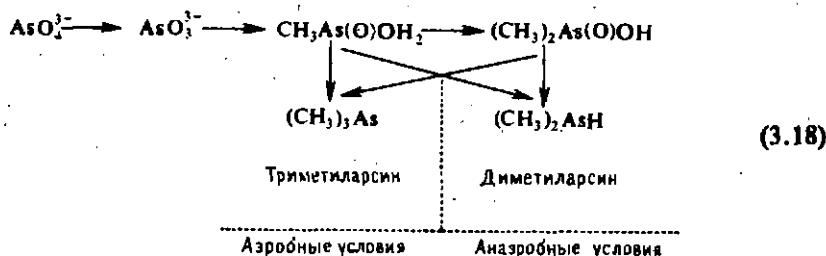 AsO₄³⁻ → AsO₃³⁻ → CH₃As(O)OH₂ → (CH₃)₂As(O)OH
(CH₃)₃As (CH₃)₂AsH
(3.18)
Триметиларсин Диметиларсин
Аэробные условия Анаэробные условия